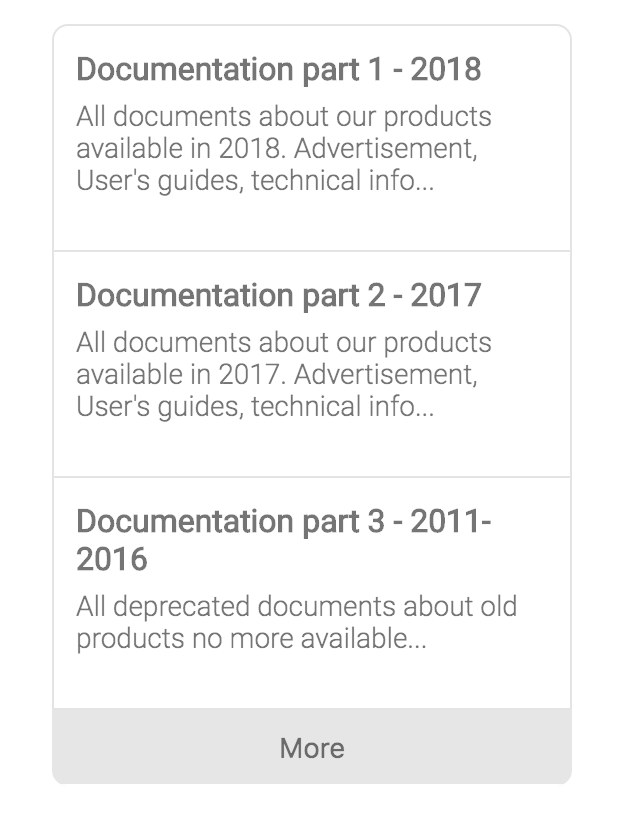 Documentation part 1 - 2018
All documents about our products
available in 2018. Advertisement,
User's guides, technical info...
Documentation part 2 - 2017
All documents about our products
available in 2017. Advertisement,
User's guides, technical info...
Documentation part 3 - 2011-
2016
All deprecated documents about old
products no more available...
More